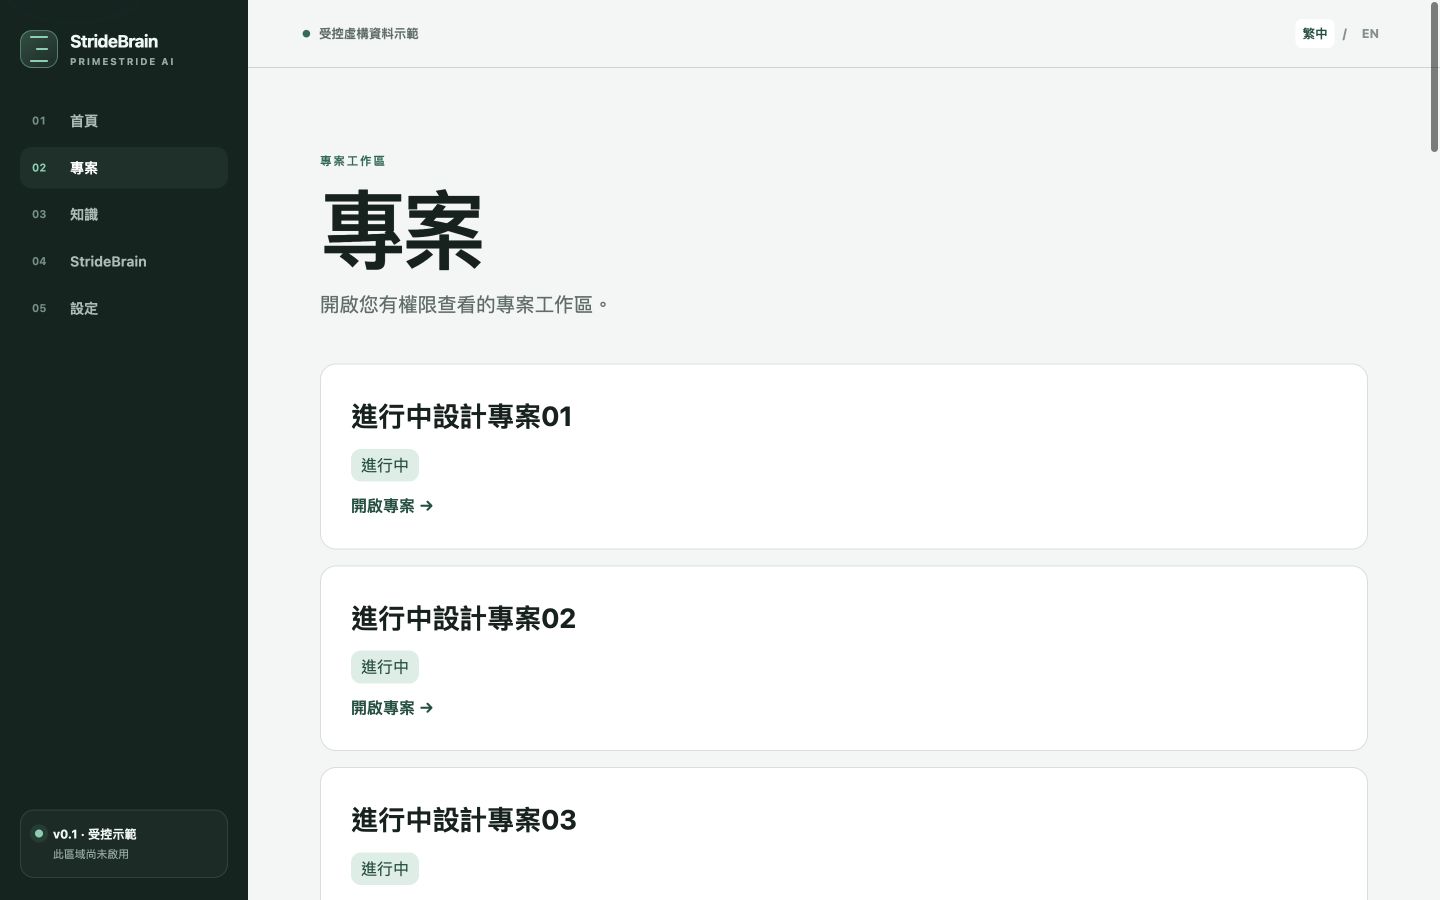 StrideBrain
PRIMESTRIDE AI
01 首頁
02 專案
03 知識
04 StrideBrain
05 設定
v0.1 · 受控示範
此區域尚未啟用
受控虛構資料示範
繁中 / EN
專案工作區
專案
開啟您有權限查看的專案工作區。
進行中設計專案01
進行中
開啟專案 →
進行中設計專案02
進行中
開啟專案 →
進行中設計專案03
進行中